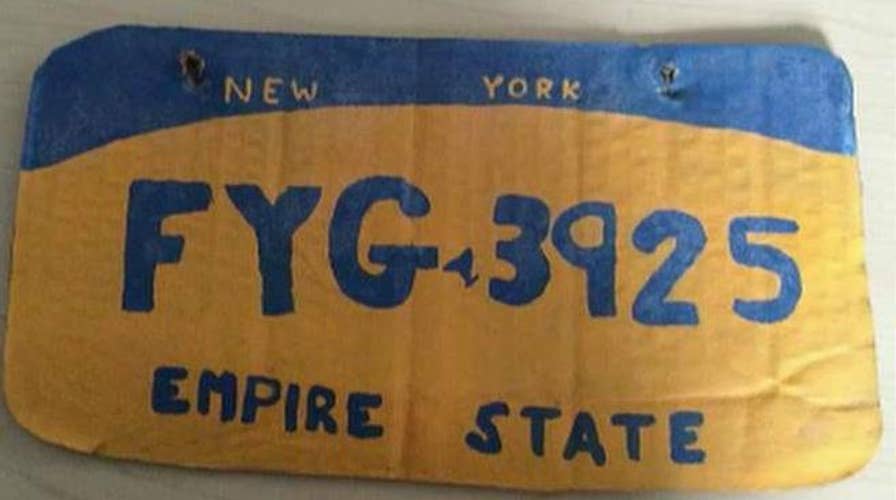 NEW YORK
FYG 3925
EMPIRE STATE